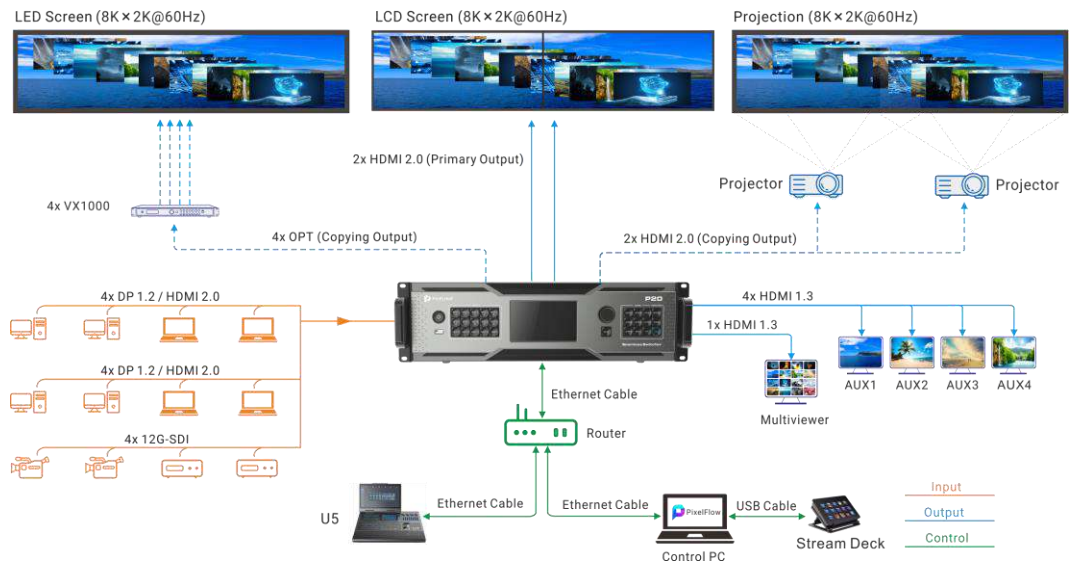 LED Screen (8K×2K@60Hz)
LCD Screen (8K×2K@60Hz)
Projection (8K×2K@60Hz)
2x HDMI 2.0 (Primary Output)
Projector
Projector
4x VX1000
4x OPT (Copying Output)
2x HDMI 2.0 (Copying Output)
4x DP 1.2 / HDMI 2.0
P20
4x HDMI 1.3
1x HDMI 1.3
4x DP 1.2 / HDMI 2.0
AUX1
AUX2
AUX3
AUX4
Ethernet Cable
Multiviewer
4x 12G-SDI
Router
Ethernet Cable
Ethernet Cable
USB Cable
Input
U5
PixelFlow
Output
Control PC
Stream Deck
Control